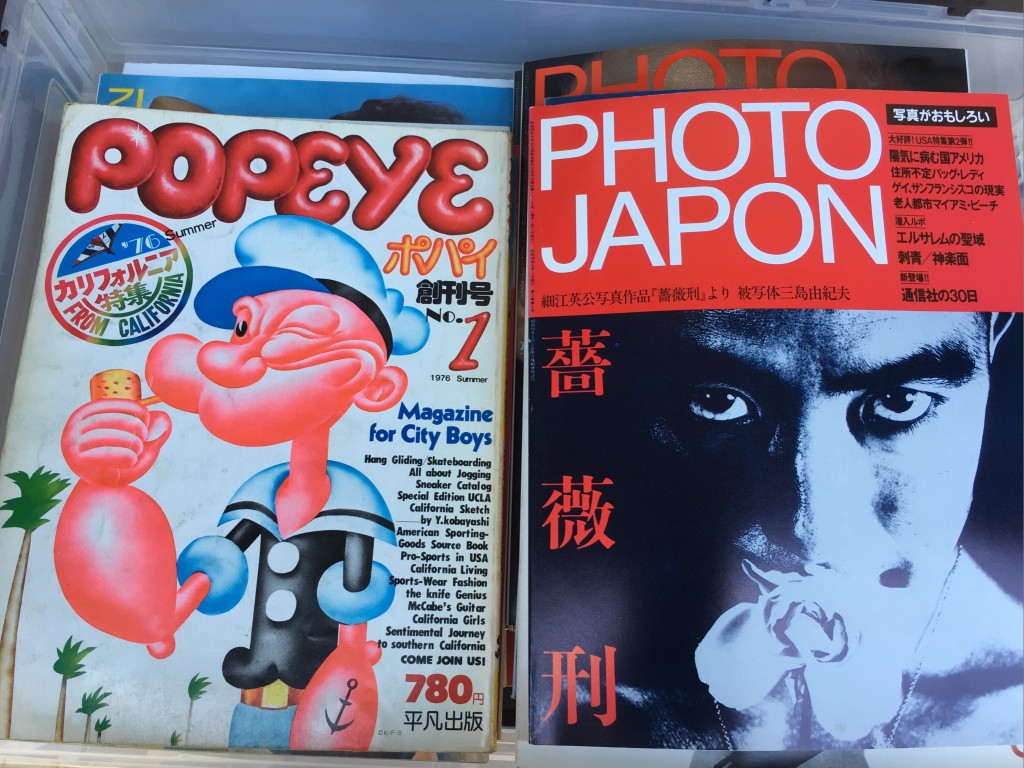 POPEYE
'76 Summer
カリフォルニア
特集
FROM CALIFORNIA
ポパイ
創刊号
No.1
1976 Summer
Magazine
for City Boys
Hang Gliding/Skateboarding
All about Jogging
Sneaker Catalog
Special Edition UCLA
California Sketch
by Y.kobayashi
American Sporting-
Goods Source Book
Pro-Sports in USA
California Living
Sports-Wear Fashion
the knife Genius
McCabe's Guitar
California Girls
Sentimental Journey
to southern California
COME JOIN US!
780円
平凡出版
©K·F·S
PHOTO
PHOTO
JAPON
写真がおもしろい
大好評!USA特集第2弾!!
陽気に病む国アメリカ
住所不定バッグ・レディ
ゲイ、サンフランシスコの現実
老人都市マイアミ・ビーチ
潜入ルポ
エルサレムの聖域
刺青/神楽面
新登場!!
通信社の30日
細江英公写真作品『薔薇刑』より 被写体三島由紀夫
薔薇刑